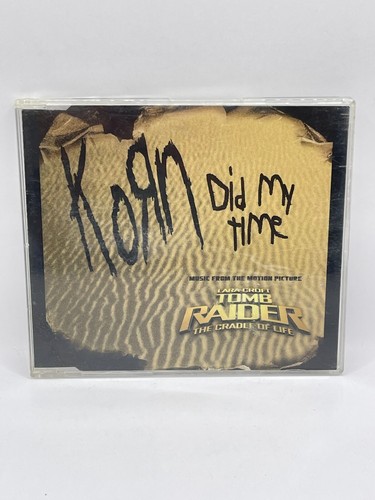 KoЯn
Did My
tIMe
MUSIC FROM THE MOTION PICTURE
LARA CROFT
TOMB
RAIDER
THE CRADLE OF LIFE